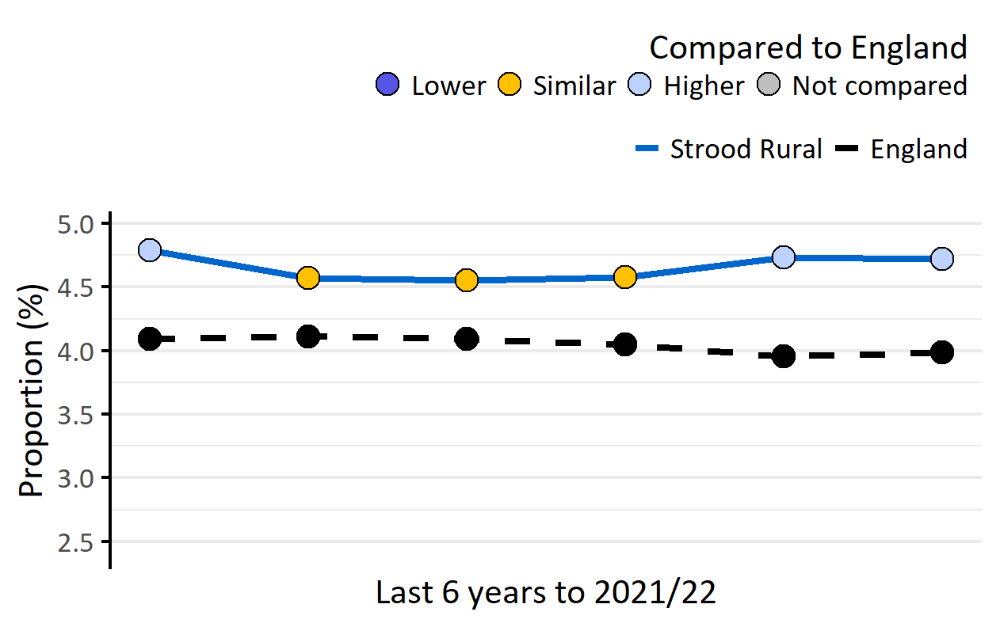 Compared to England
Lower Similar Higher Not compared
Strood Rural England
5.0
4.5
4.0
3.5
3.0
2.5
Proportion (%)
Last 6 years to 2021/22